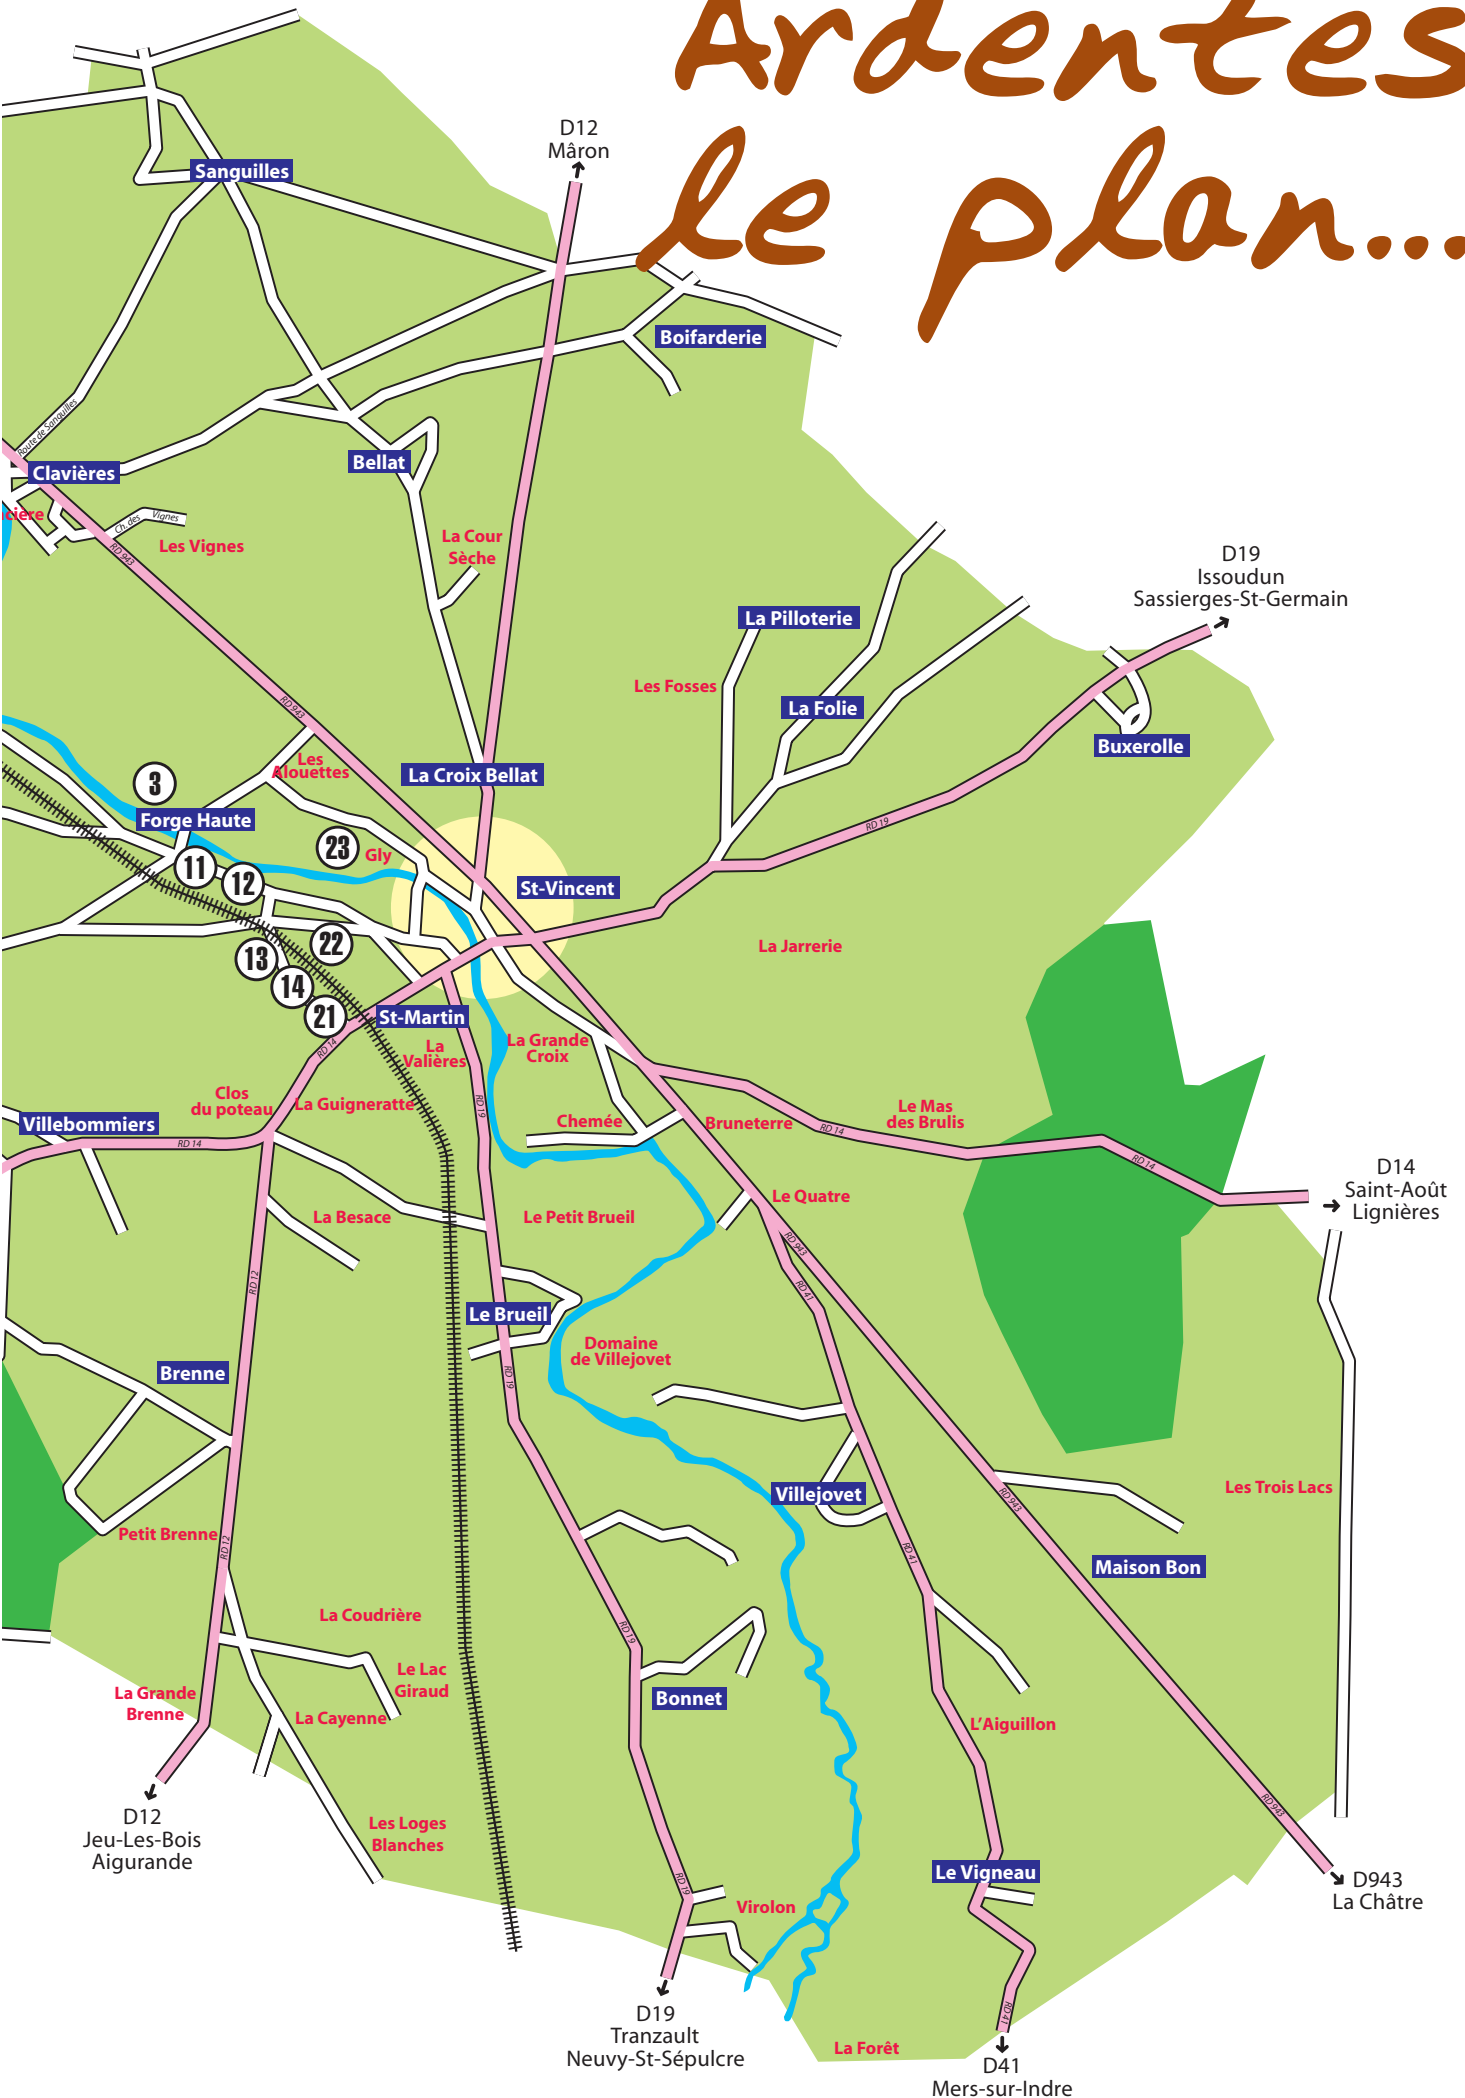 Ardentes
le plan...
D12
Mâron
Sanguilles
Boifarderie
Route de Sanguilles
Clavières
Bellat
Ch. des Vignes
Les Vignes
RD 943
La Cour
Sèche
D19
Issoudun
Sassierges-St-Germain
La Pilloterie
Les Fosses
La Folie
RD 943
Buxerolle
Les
Alouettes
La Croix Bellat
3
Forge Haute
RD 19
23
Gly
11
12
St-Vincent
22
La Jarrerie
13
14
21
St-Martin
RD 14
La
Valières
La Grande
Croix
Clos
du poteau
La Guigneratte
RD 19
Villebommiers
RD 14
Chemée
Bruneterre
RD 14
Le Mas
des Brulis
RD 14
D14
Saint-Août
Lignières
La Besace
Le Petit Brueil
Le Quatre
RD 943
RD 12
RD 41
Le Brueil
Domaine
de Villejovet
Brenne
RD 19
Villejovet
Les Trois Lacs
RD 943
Petit Brenne
RD 12
RD 41
Maison Bon
La Coudrière
RD 19
Le Lac
Giraud
La Grande
Brenne
La Cayenne
Bonnet
L'Aiguillon
RD 943
D12
Jeu-Les-Bois
Aigurande
Les Loges
Blanches
Le Vigneau
RD 19
Virolon
D943
La Châtre
D19
Tranzault
Neuvy-St-Sépulcre
RD 41
La Forêt
D41
Mers-sur-Indre